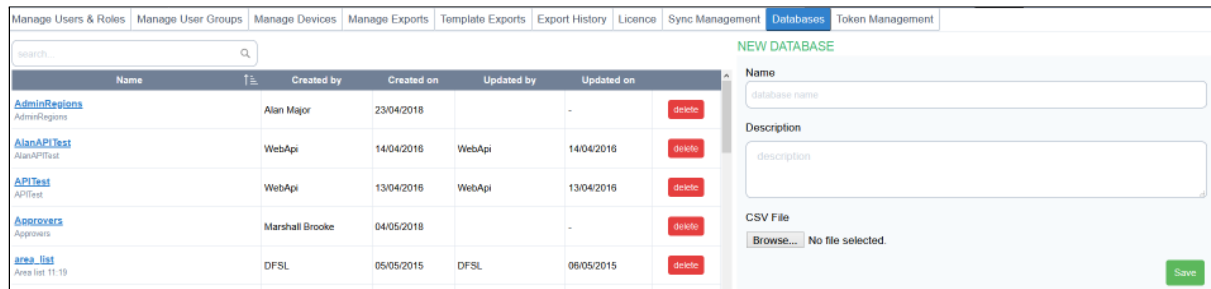 Manage Users & Roles Manage User Groups Manage Devices Manage Exports Template Exports Export History Licence Sync Management Databases Token Management
search...
Name Created by Created on Updated by Updated on
AdminRegions
AdminRegions
Alan Major 23/04/2018 - delete
AlanAPITest
AlanAPITest
WebApi 14/04/2016 WebApi 14/04/2016 delete
APITest
APITest
WebApi 13/04/2016 WebApi 13/04/2016 delete
Approvers
Approvers
Marshall Brooke 04/05/2018 - delete
area_list
Area list 11:19
DFSL 05/05/2015 DFSL 06/05/2015 delete
NEW DATABASE
Name
database name
Description
description
CSV File
Browse... No file selected.
Save